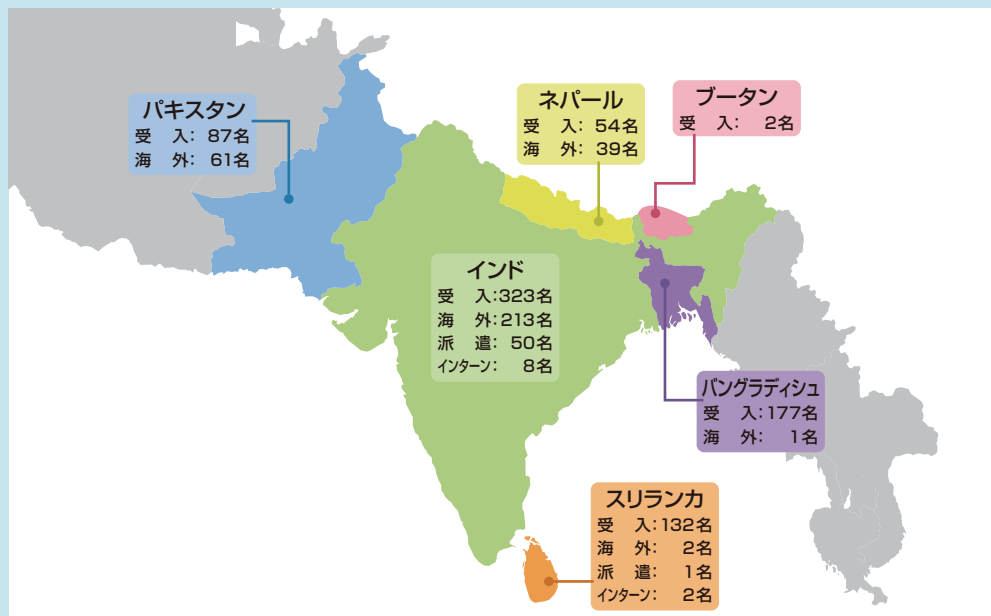 パキスタン
受　入: 87名
海　外: 61名
ネパール
受　入: 54名
海　外: 39名
ブータン
受　入: 2名
インド
受　入:323名
海　外:213名
派　遣: 50名
インターン: 8名
バングラディシュ
受　入:177名
海　外: 1名
スリランカ
受　入:132名
海　外: 2名
派　遣: 1名
インターン: 2名